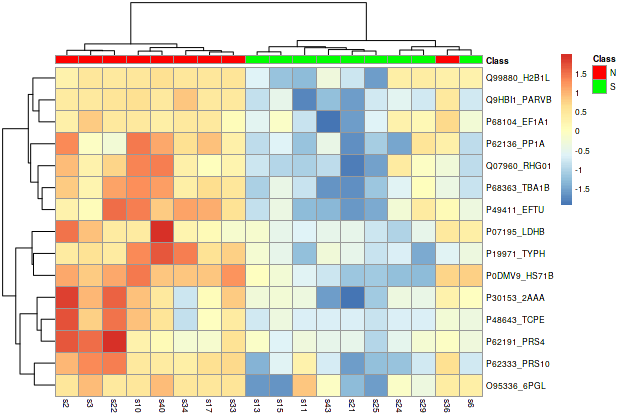 Class
Class
N
S
Q99880_H2B1L
Q9HBI1_PARVB
P68104_EF1A1
P62136_PP1A
Q07960_RHG01
P68363_TBA1B
P49411_EFTU
P07195_LDHB
P19971_TYPH
P0DMV9_HS71B
P30153_2AAA
P48643_TCPE
P62191_PRS4
P62333_PRS10
O95336_6PGL
1.5
1
0.5
0
-0.5
-1
-1.5
s2 s3 s22 s10 s40 s34 s17 s33 s13 s15 s11 s43 s21 s25 s24 s29 s36 s6